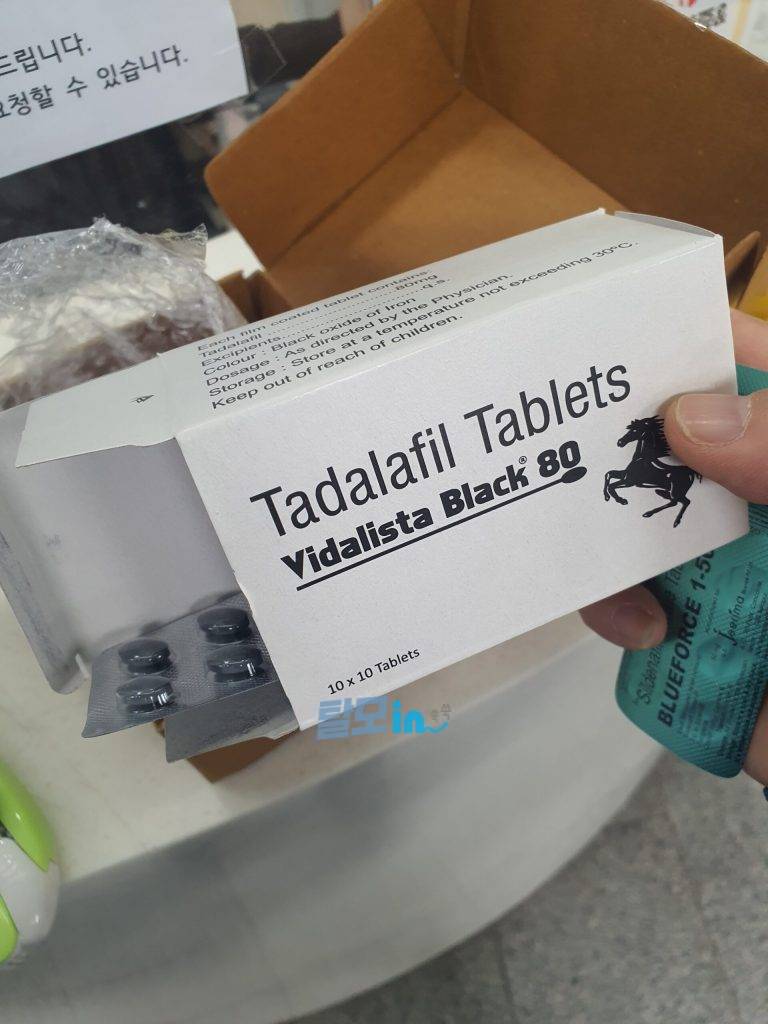 드립니다.
요청할 수 있습니다.
Each film coated tablet contains
Tadalafil ........................80mg
Excipients........................q.s.
Colour : Black oxide of Iron
Dosage : As directed by the Physician.
Storage : Store at a temperature not exceeding 30°C.
Keep out of reach of children.
Tadalafil Tablets
Vidalista Black® 80
10 x 10 Tablets
탈모in
BLUEFORCE